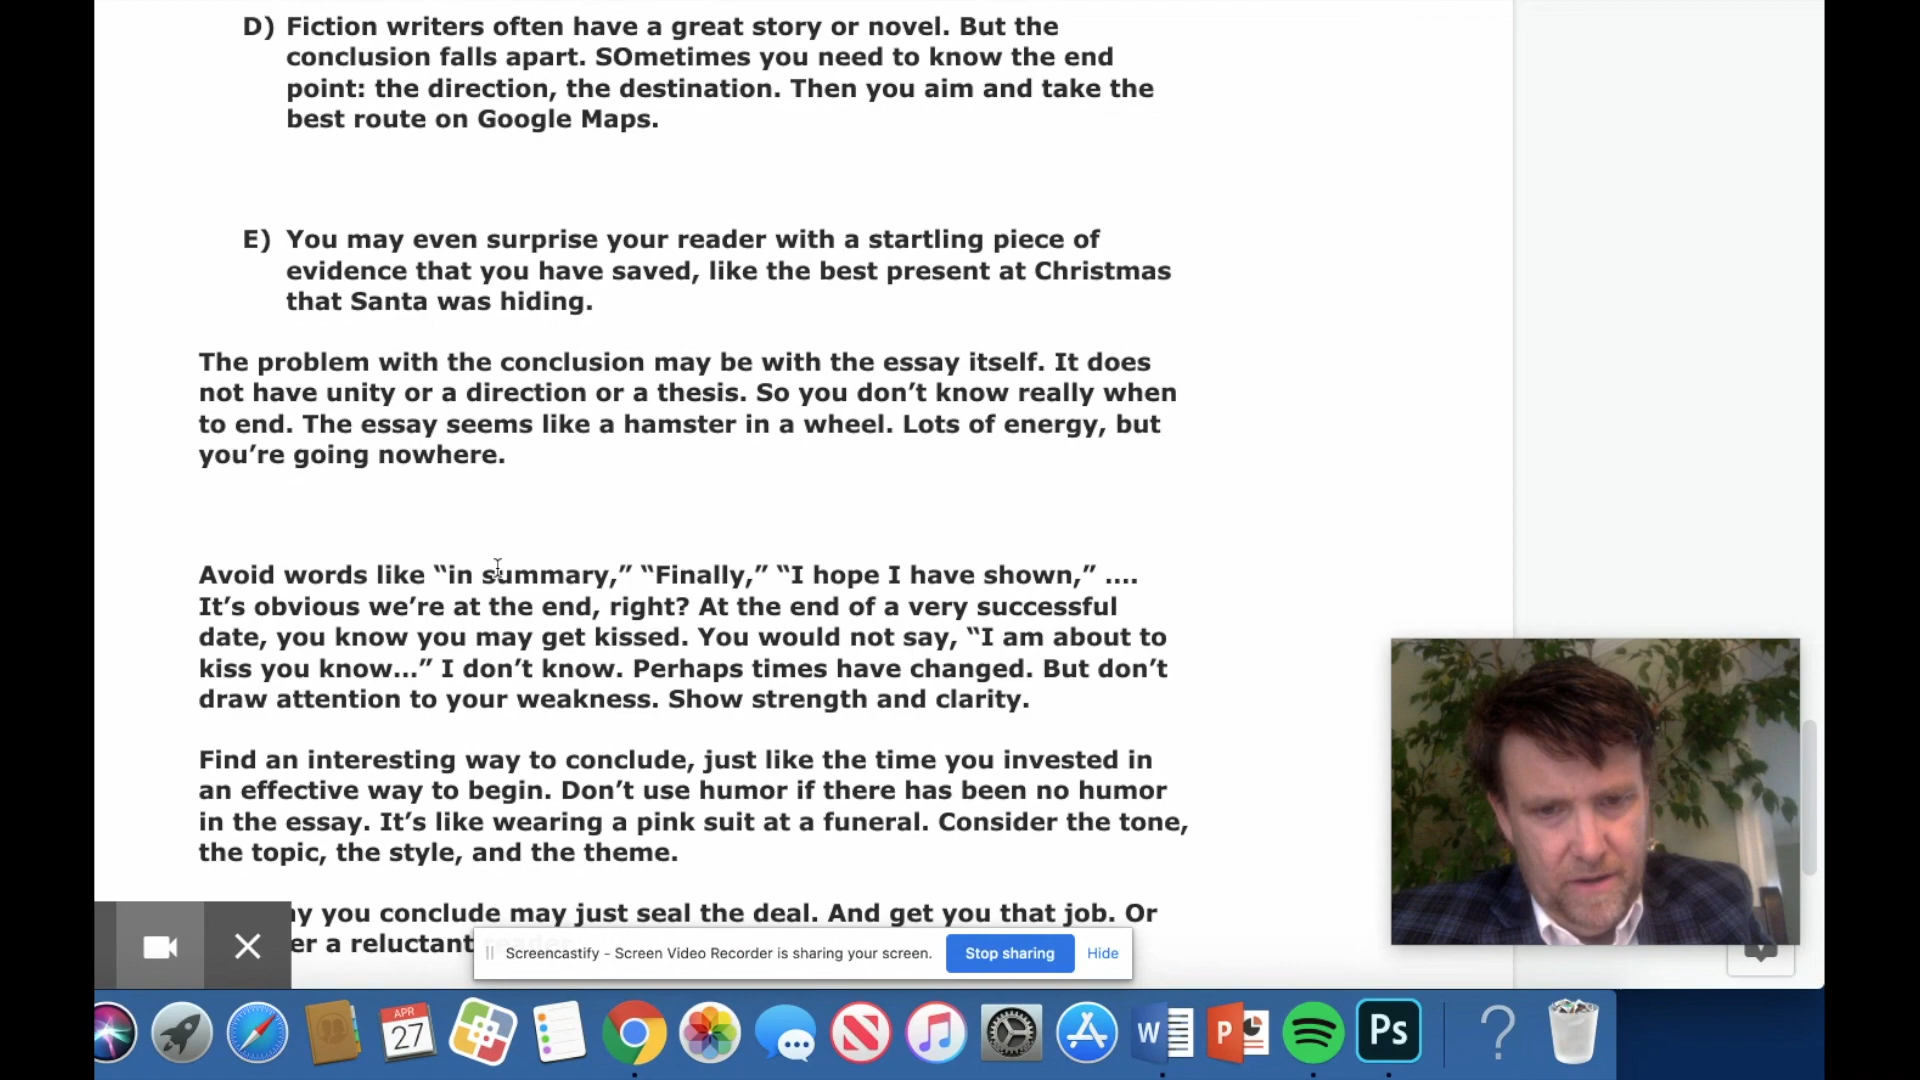 D) Fiction writers often have a great story or novel. But the
conclusion falls apart. SOmetimes you need to know the end
point: the direction, the destination. Then you aim and take the
best route on Google Maps.
E) You may even surprise your reader with a startling piece of
evidence that you have saved, like the best present at Christmas
that Santa was hiding.
The problem with the conclusion may be with the essay itself. It does
not have unity or a direction or a thesis. So you don’t know really when
to end. The essay seems like a hamster in a wheel. Lots of energy, but
you’re going nowhere.
Avoid words like “in summary,” “Finally,” “I hope I have shown,” ....
It’s obvious we’re at the end, right? At the end of a very successful
date, you know you may get kissed. You would not say, “I am about to
kiss you know…” I don’t know. Perhaps times have changed. But don’t
draw attention to your weakness. Show strength and clarity.
Find an interesting way to conclude, just like the time you invested in
an effective way to begin. Don’t use humor if there has been no humor
in the essay. It’s like wearing a pink suit at a funeral. Consider the tone,
the topic, the style, and the theme.
you conclude may just seal the deal. And get you that job. Or
a reluctant
Screencastify - Screen Video Recorder is sharing your screen. Stop sharing Hide
APR
27
W
P
Ps
?